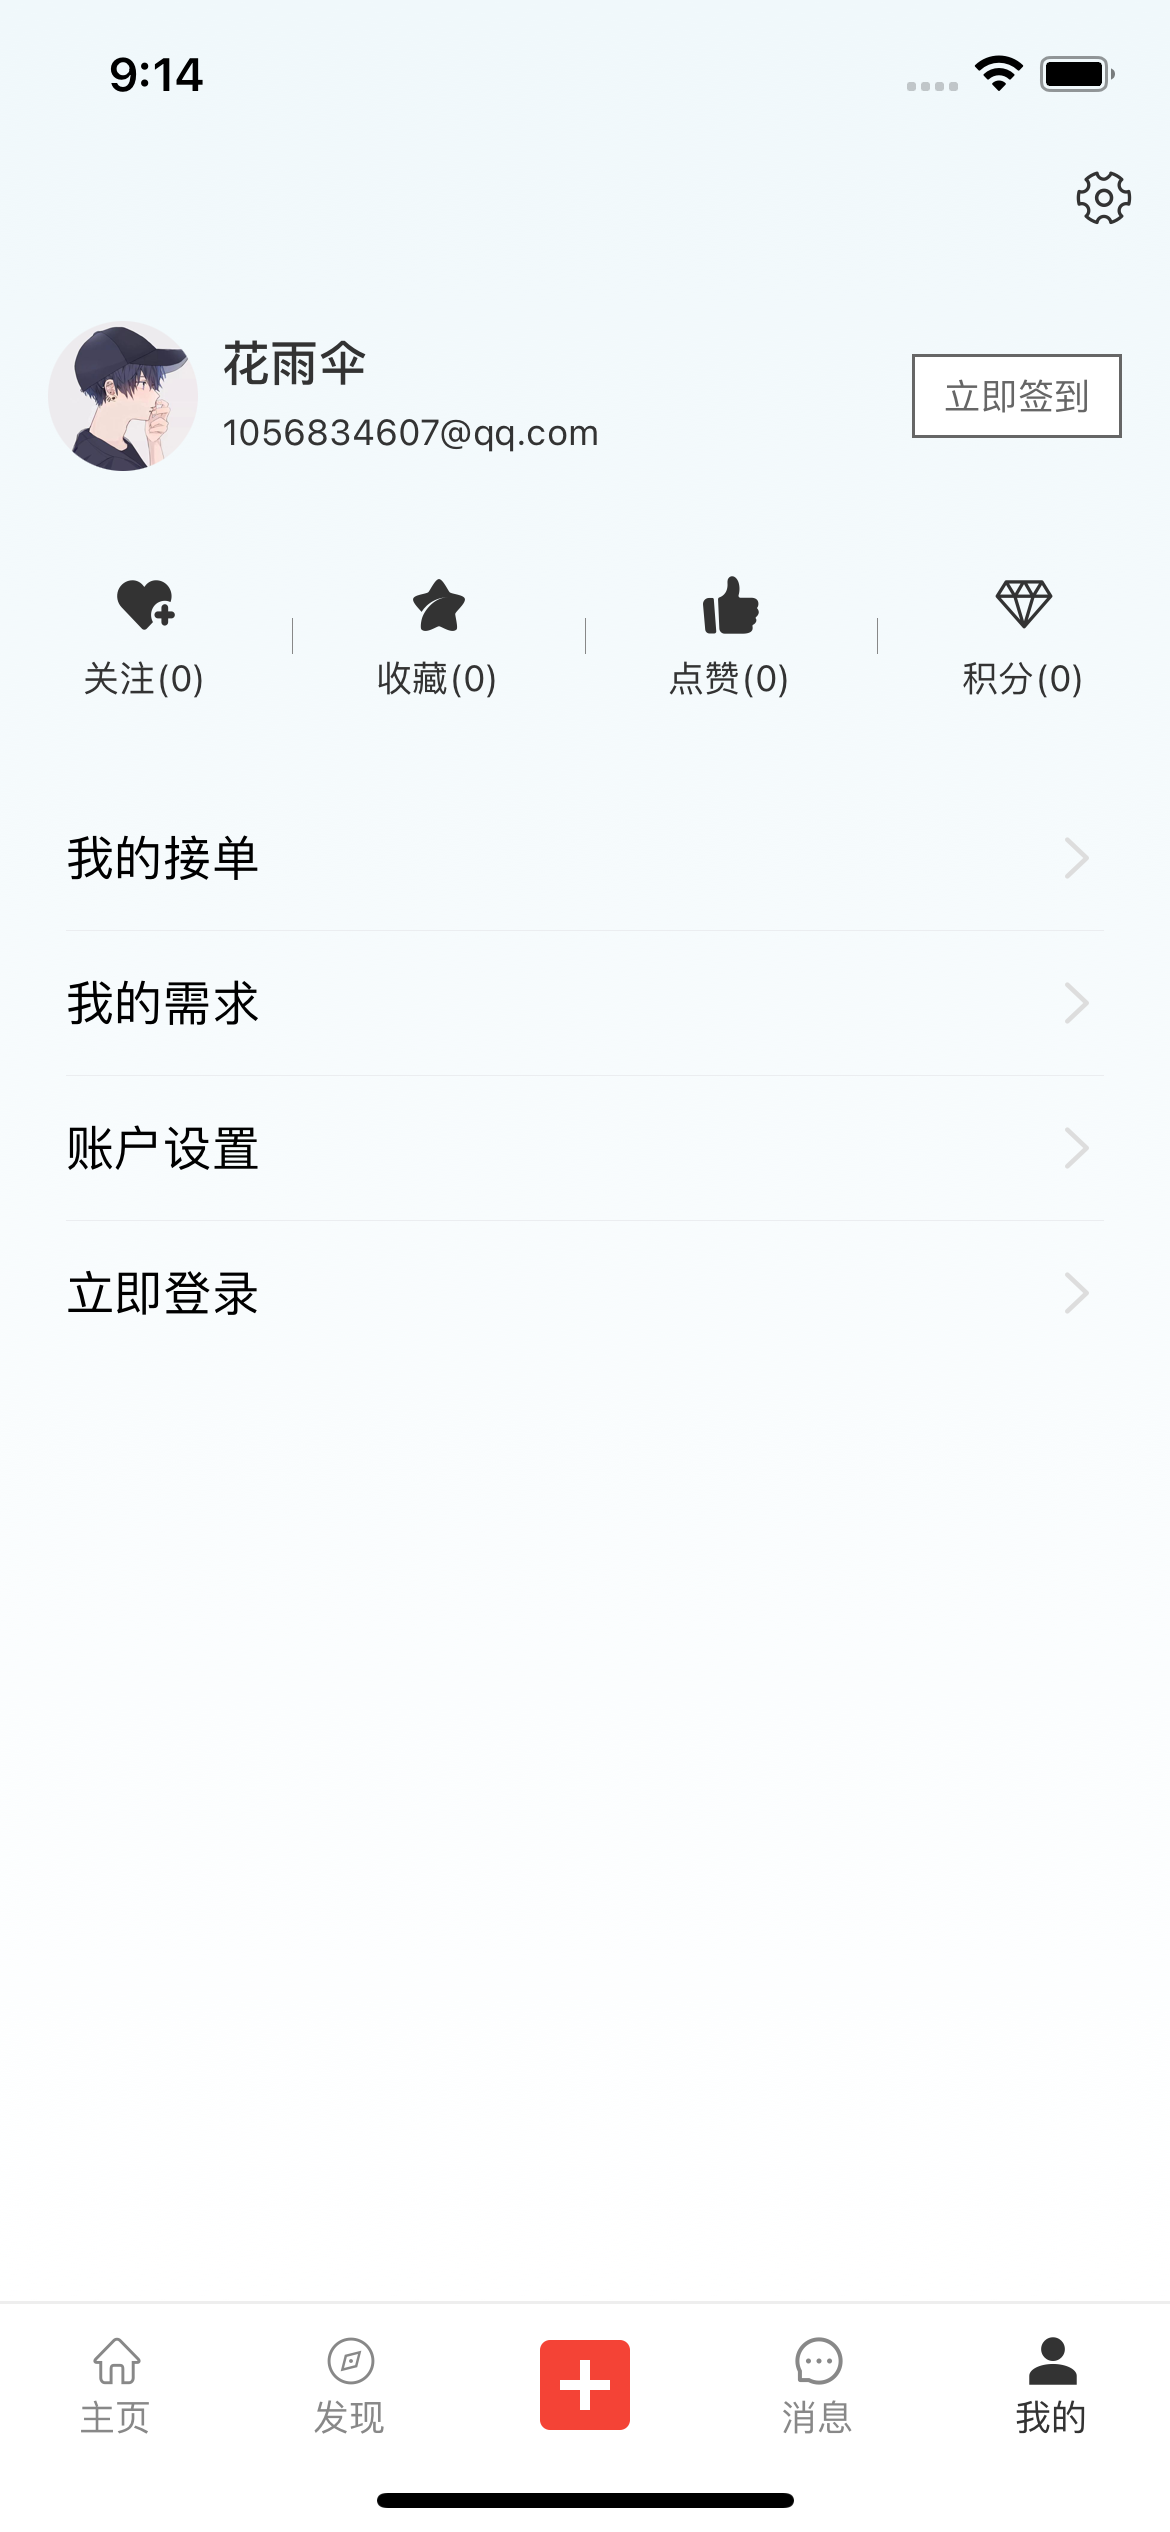 9:14
花雨伞
1056834607@qq.com
立即签到
关注(0)
收藏(0)
点赞(0)
积分(0)
我的接单
我的需求
账户设置
立即登录
主页
发现
消息
我的